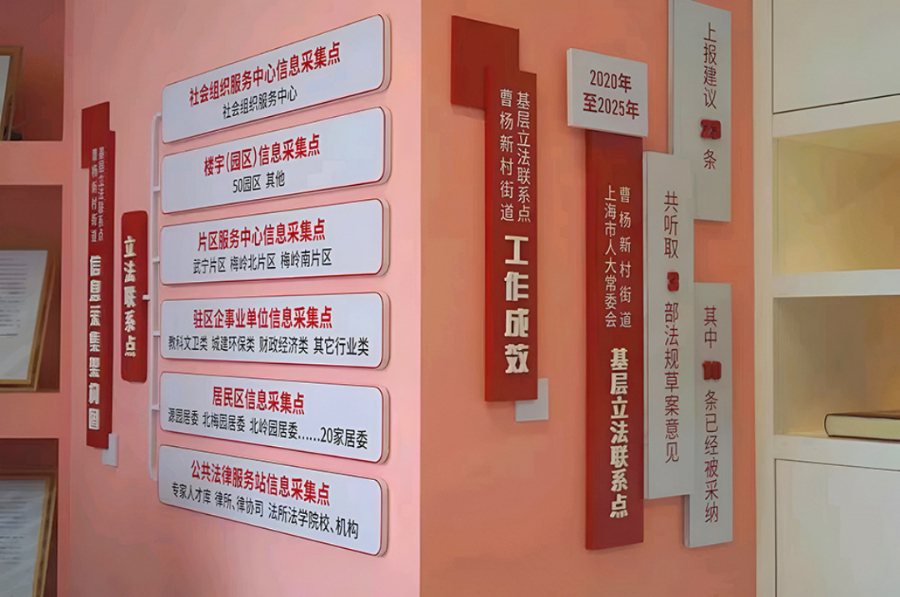 基层立法联系点
曹杨新村街道
信息采集架构图
立法联系点
社会组织服务中心信息采集点
社会组织服务中心
楼宇（园区）信息采集点
50园区 其他
片区服务中心信息采集点
武宁片区 梅岭北片区 梅岭南片区
驻区企事业单位信息采集点
教科文卫类 城建环保类 财政经济类 其它行业类
居民区信息采集点
源园居委 北梅园居委 北岭园居委……20家居委
公共法律服务站信息采集点
专家人才库 律所、律协司 法所法学院校、机构
基层立法联系点
曹杨新村街道
工作成效
2020年
至2025年
曹杨新村街道
上海市人大常委会
基层立法联系点
共听取 3 部法规草案意见
上报建议 条
其中 10 条已经被采纳